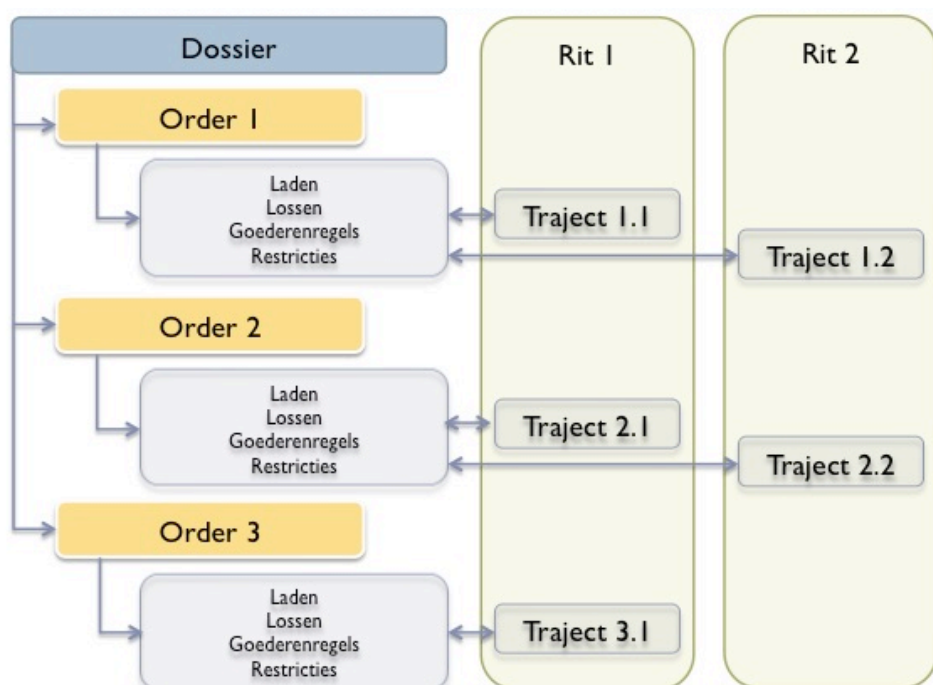 Dossier
Rit 1
Rit 2
Order 1
Laden
Lossen
Goederenregels
Restricties
Traject 1.1
Traject 1.2
Order 2
Laden
Lossen
Goederenregels
Restricties
Traject 2.1
Traject 2.2
Order 3
Laden
Lossen
Goederenregels
Restricties
Traject 3.1